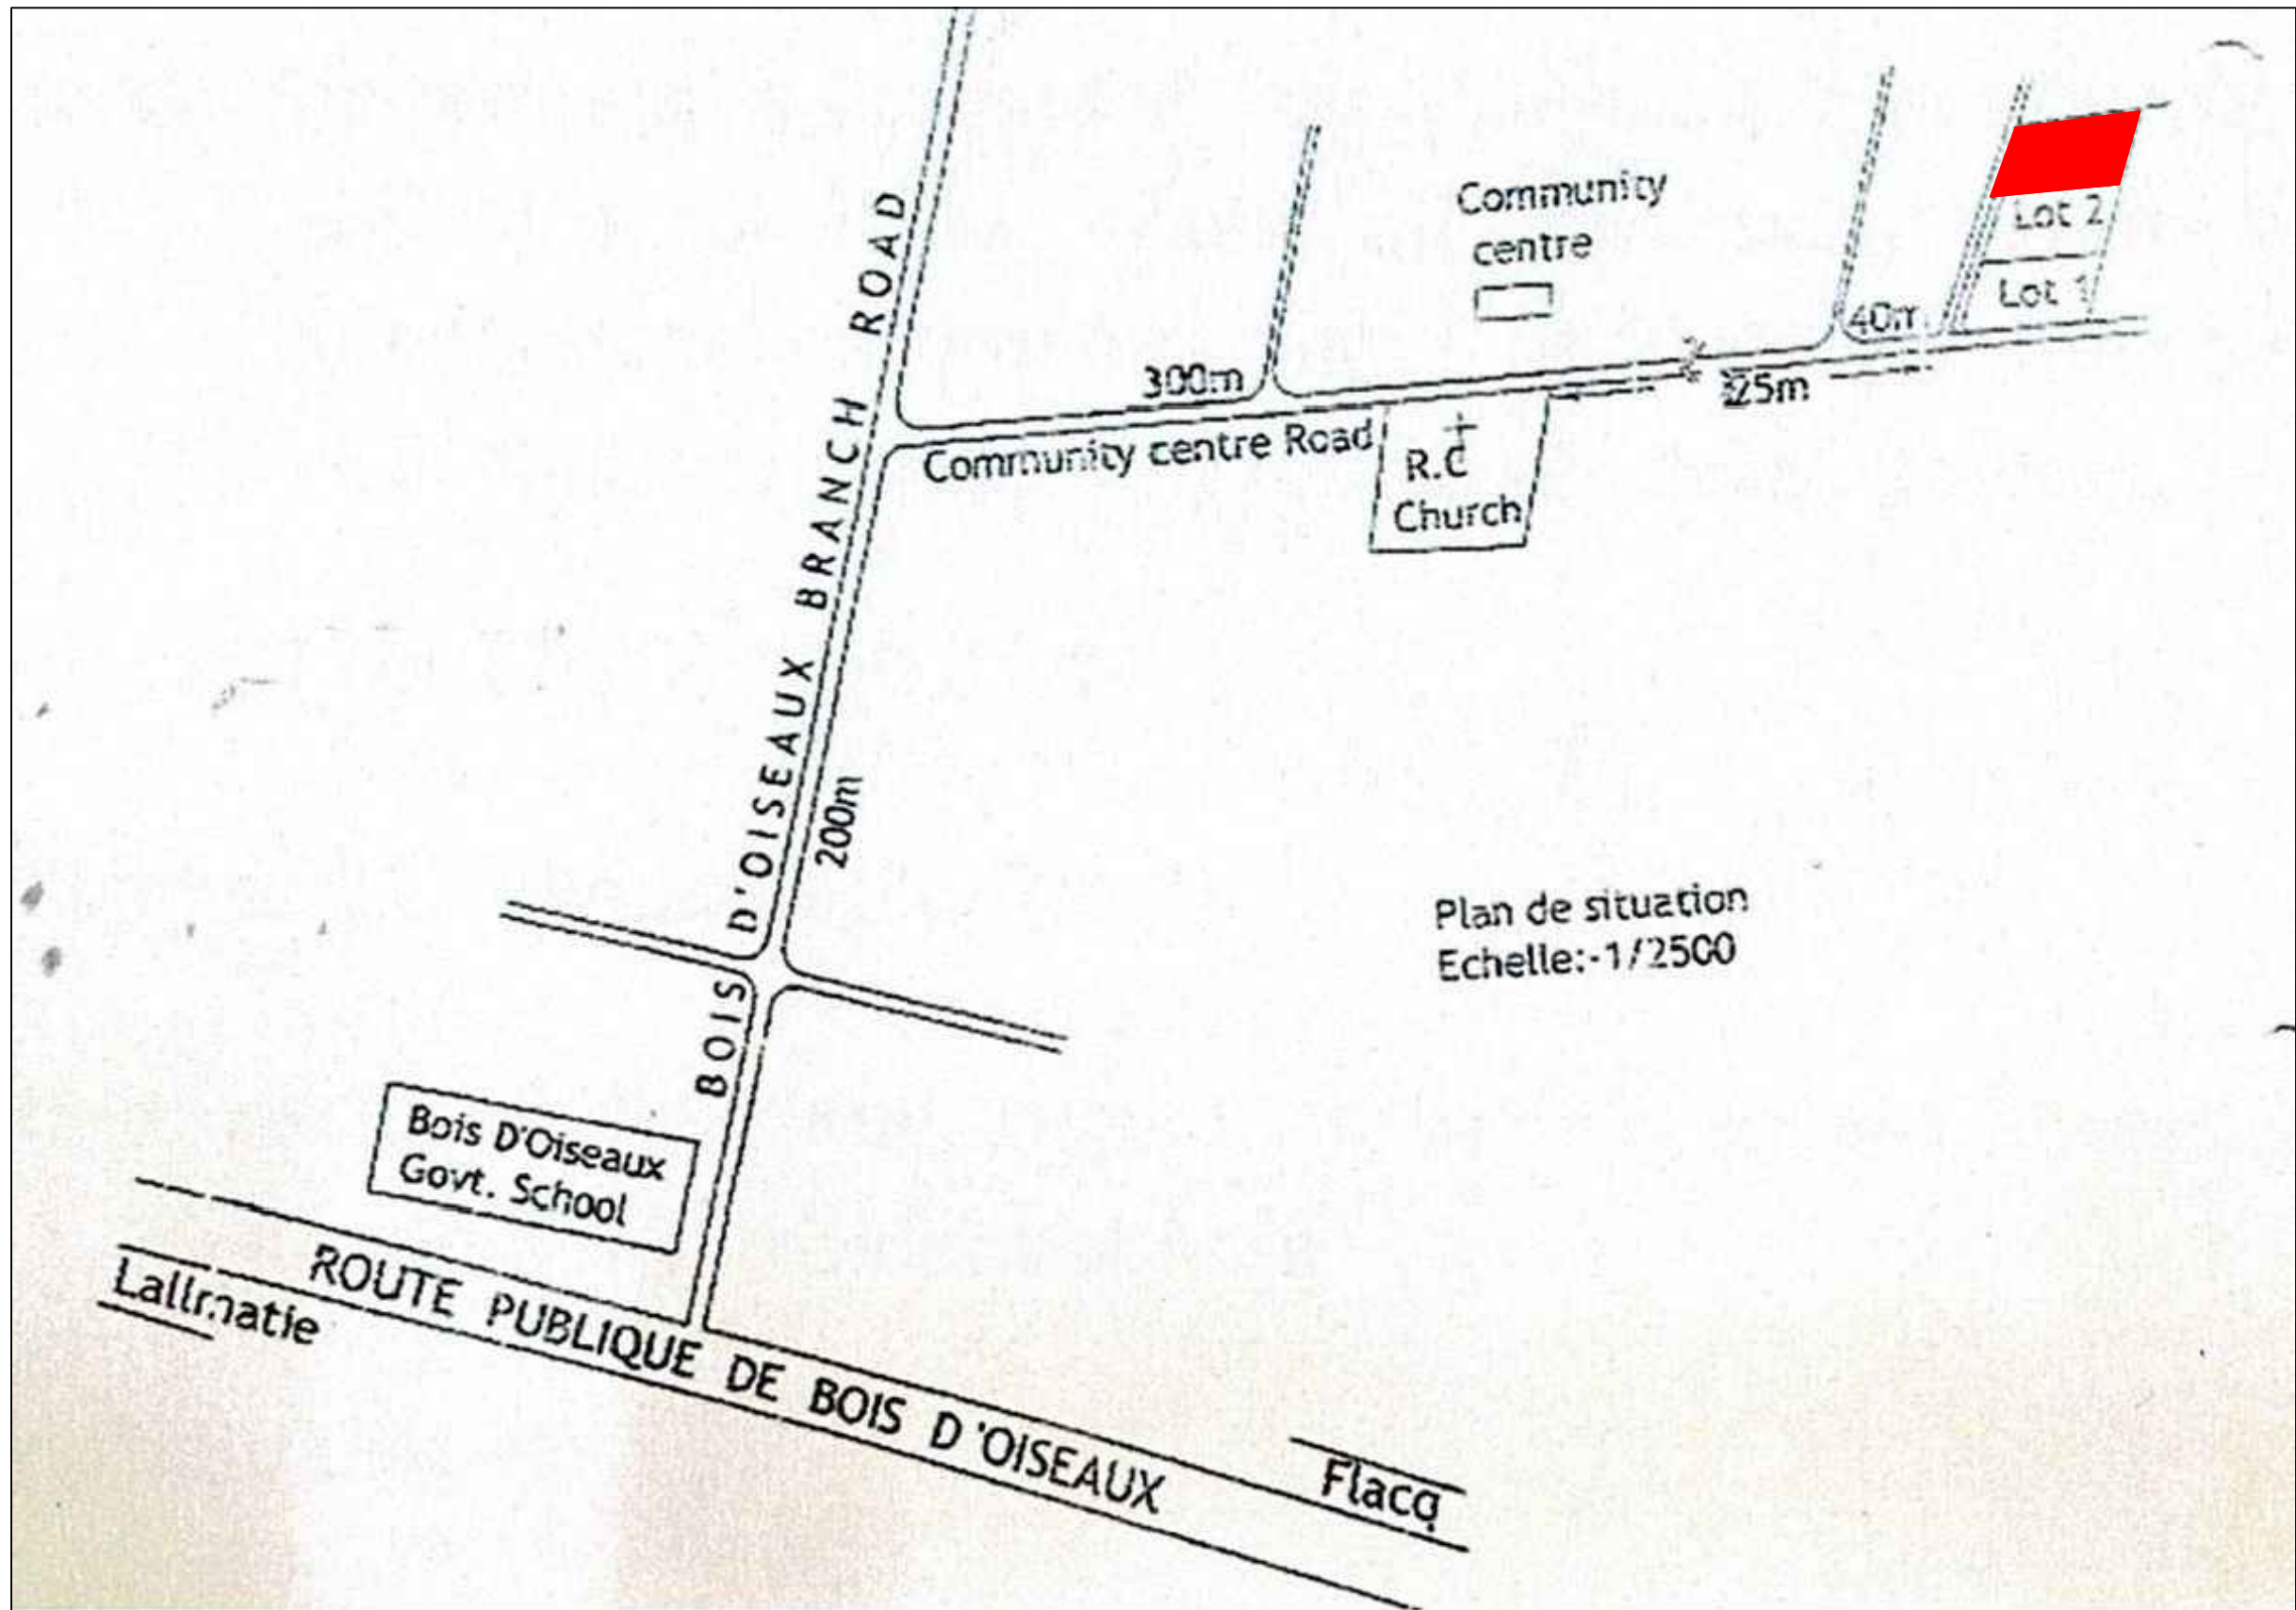 Community
centre
Lot 2
Lot 1
40m
300m
25m
Community centre Road
R.C
Church
BOIS D'OISEAUX BRANCH ROAD
200m
Plan de situation
Echelle:-1/2500
Bois D'Oiseaux
Govt. School
ROUTE PUBLIQUE DE BOIS D'OISEAUX
Flacq